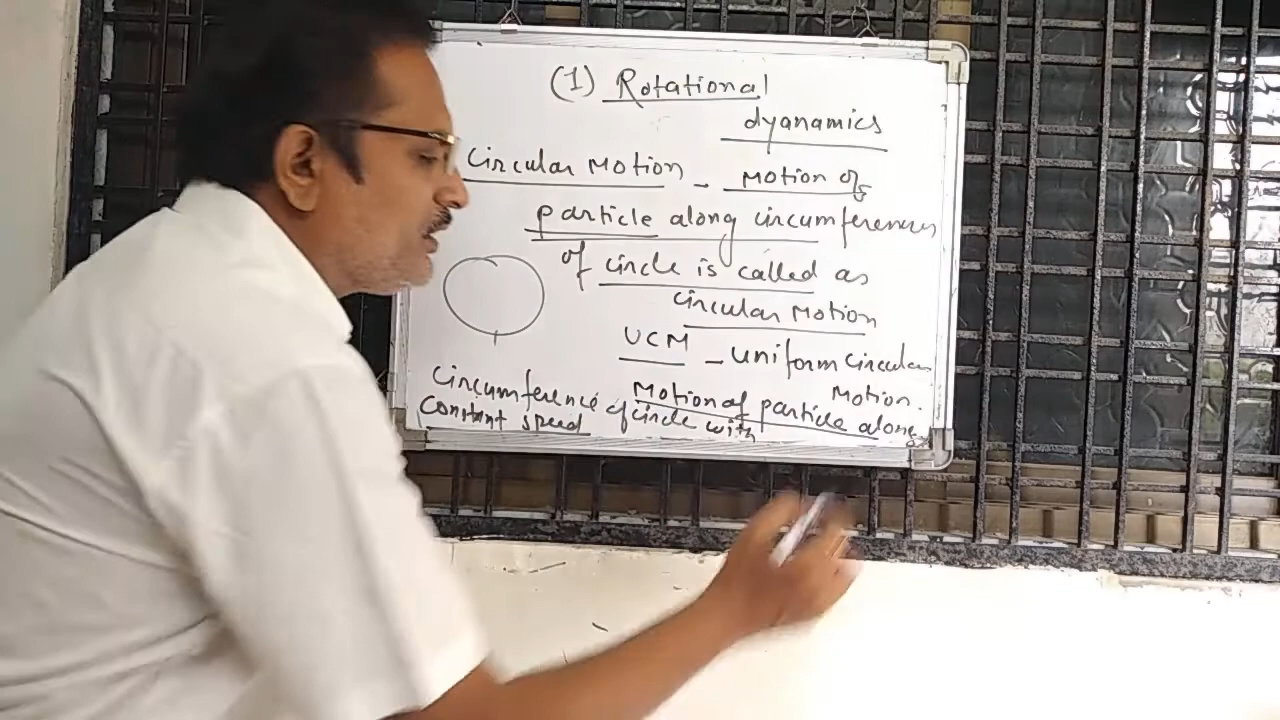 (1) Rotational
dyanamics
Circular Motion - Motion of
particle along circumferences
of circle is called as
circular Motion
UCM - Uniform Circular
Motion.
Motion of particle along
Circumference of circle with
Constant speed